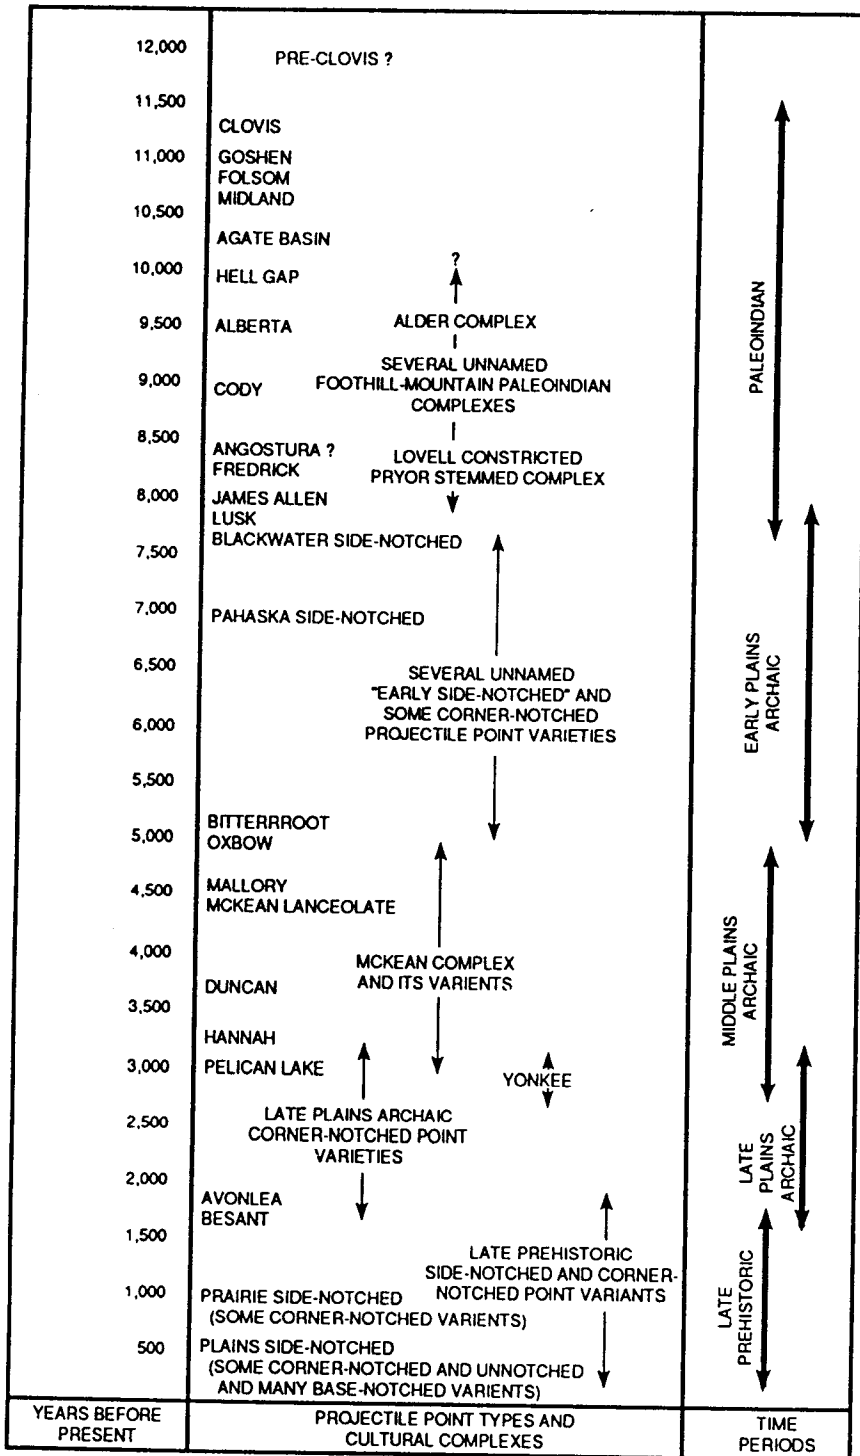 12,000
PRE-CLOVIS ?
11,500
CLOVIS
11,000
GOSHEN
FOLSOM
MIDLAND
10,500
AGATE BASIN
10,000
HELL GAP
?
9,500
ALBERTA
ALDER COMPLEX
9,000
CODY
SEVERAL UNNAMED
FOOTHILL-MOUNTAIN PALEOINDIAN
COMPLEXES
8,500
ANGOSTURA ?
FREDRICK
LOVELL CONSTRICTED
PRYOR STEMMED COMPLEX
8,000
JAMES ALLEN
LUSK
BLACKWATER SIDE-NOTCHED
7,500
7,000
PAHASKA SIDE-NOTCHED
6,500
SEVERAL UNNAMED
"EARLY SIDE-NOTCHED" AND
SOME CORNER-NOTCHED
PROJECTILE POINT VARIETIES
6,000
5,500
BITTERRROOT
5,000
OXBOW
4,500
MALLORY
MCKEAN LANCEOLATE
4,000
MCKEAN COMPLEX
AND ITS VARIENTS
DUNCAN
3,500
HANNAH
3,000
PELICAN LAKE
YONKEE
2,500
LATE PLAINS ARCHAIC
CORNER-NOTCHED POINT
VARIETIES
2,000
AVONLEA
BESANT
1,500
LATE PREHISTORIC
SIDE-NOTCHED AND CORNER-
NOTCHED POINT VARIANTS
1,000
PRAIRIE SIDE-NOTCHED
(SOME CORNER-NOTCHED VARIENTS)
500
PLAINS SIDE-NOTCHED
(SOME CORNER-NOTCHED AND UNNOTCHED
AND MANY BASE-NOTCHED VARIENTS)
PALEOINDIAN
EARLY PLAINS
ARCHAIC
MIDDLE PLAINS
ARCHAIC
LATE
PLAINS
ARCHAIC
LATE
PREHISTORIC
YEARS BEFORE
PRESENT
PROJECTILE POINT TYPES AND
CULTURAL COMPLEXES
TIME
PERIODS